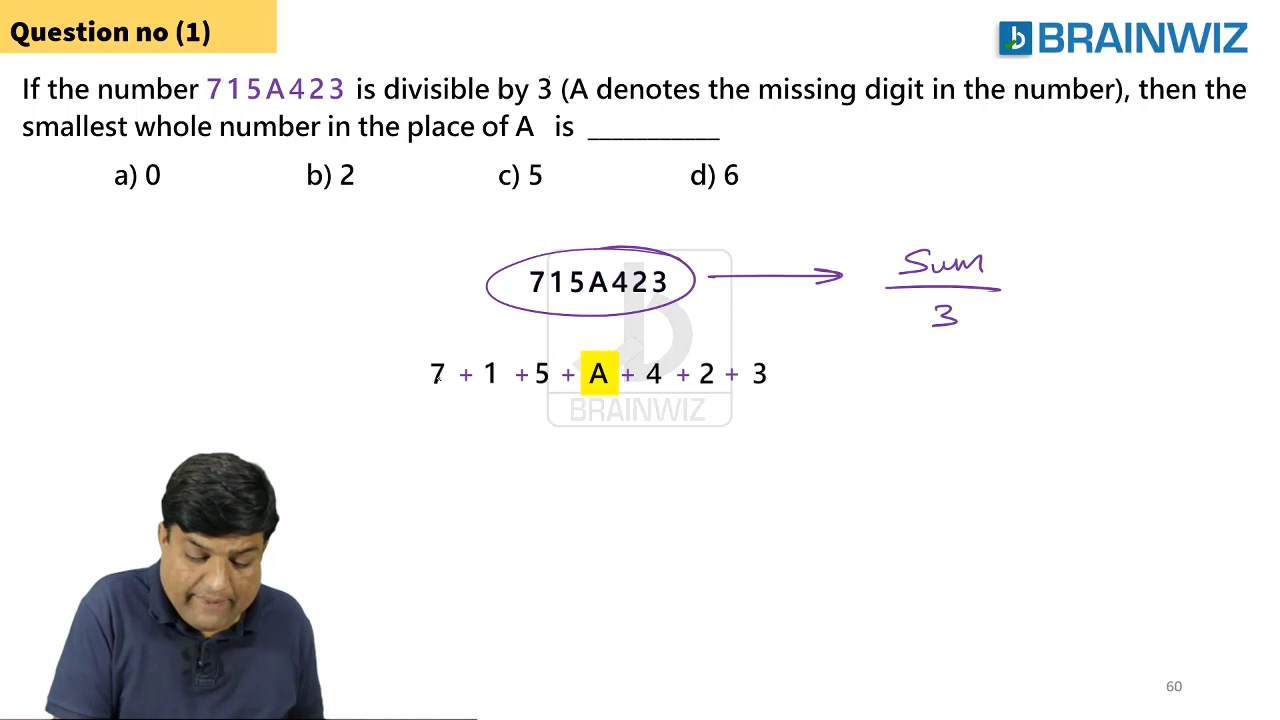 Question no (1)
BRAINWIZ
If the number 715A423 is divisible by 3 (A denotes the missing digit in the number), then the
smallest whole number in the place of A is ___________
a) 0 b) 2 c) 5 d) 6
715A423
Sum
3
7 + 1 + 5 + A + 4 + 2 + 3
BRAINWIZ
60